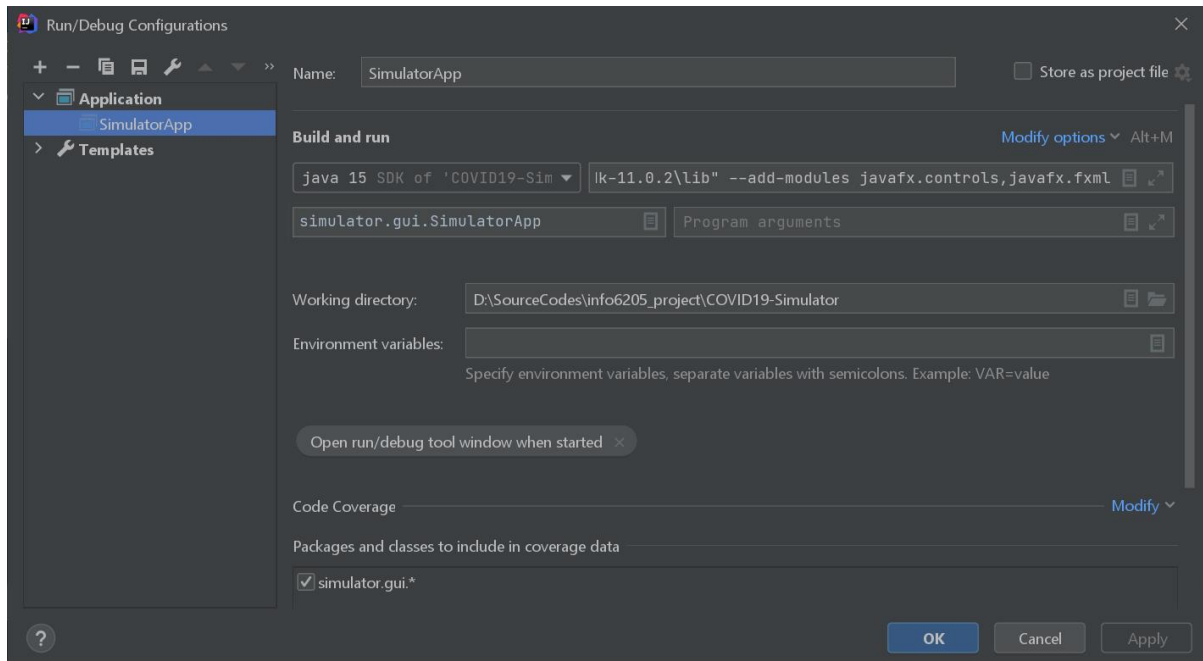 Run/Debug Configurations
Name: SimulatorApp Store as project file
Application
SimulatorApp
Templates
Build and run Modify options Alt+M
java 15 SDK of 'COVID19-Sim lk-11.0.2\lib" --add-modules javafx.controls,javafx.fxml
simulator.gui.SimulatorApp Program arguments
Working directory: D:\SourceCodes\info6205_project\COVID19-Simulator
Environment variables:
Specify environment variables, separate variables with semicolons. Example: VAR=value
Open run/debug tool window when started
Code Coverage Modify
Packages and classes to include in coverage data
simulator.gui.*
? OK Cancel Apply